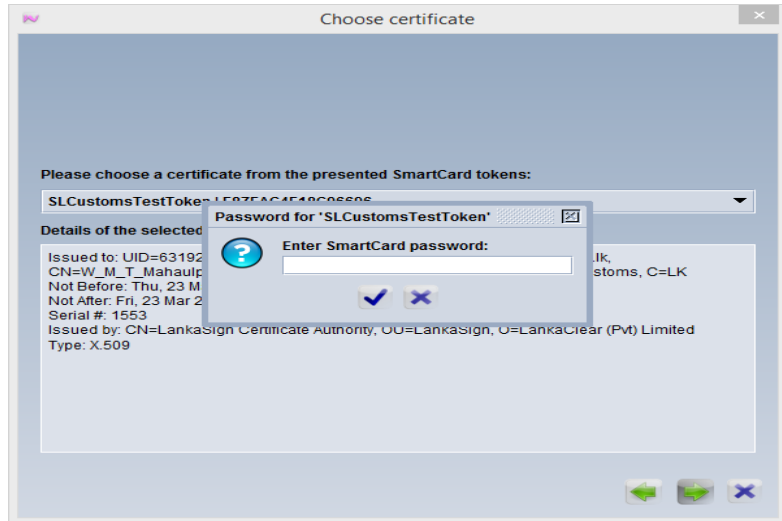 Choose certificate
Please choose a certificate from the presented SmartCard tokens:
SLCustomsTestToken
Details of the selected
Password for 'SLCustomsTestToken'
Enter SmartCard password:
Issued to: UID=63192 .lk,
CN=W_M_T_Mahaulp stoms, C=LK
Not Before: Thu, 23 M
Not After: Fri, 23 Mar 2
Serial #: 1553
Issued by: CN=LankaSign Certificate Authority, OU=LankaSign, O=LankaClear (Pvt) Limited
Type: X.509